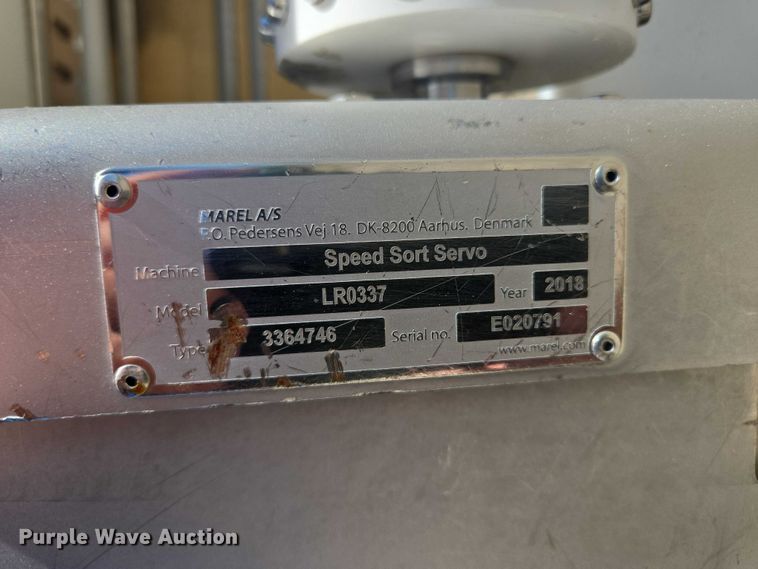 MAREL A/S
P.O. Pedersens Vej 18. DK-8200 Aarhus. Denmark
Machine Speed Sort Servo
Model LR0337 Year 2013
Type 3364746 Serial no. E020791
www.marel.com
Purple Wave Auction